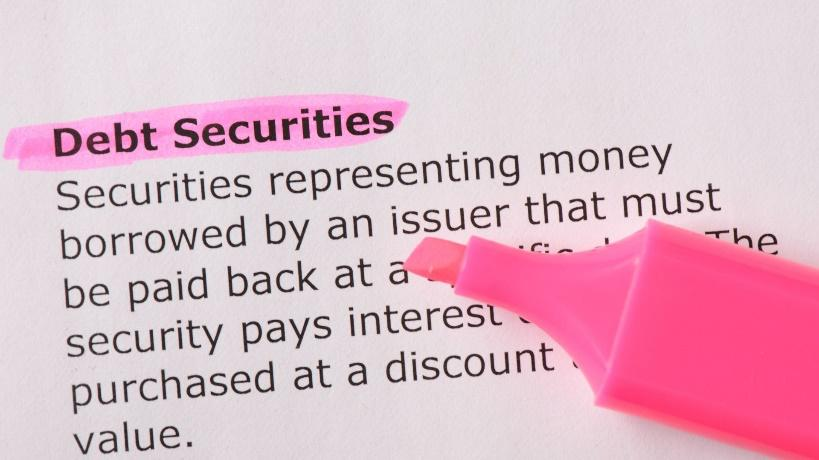 Debt Securities
Securities representing money
borrowed by an issuer that must
be paid back at a The
security pays interest
purchased at a discount
value.